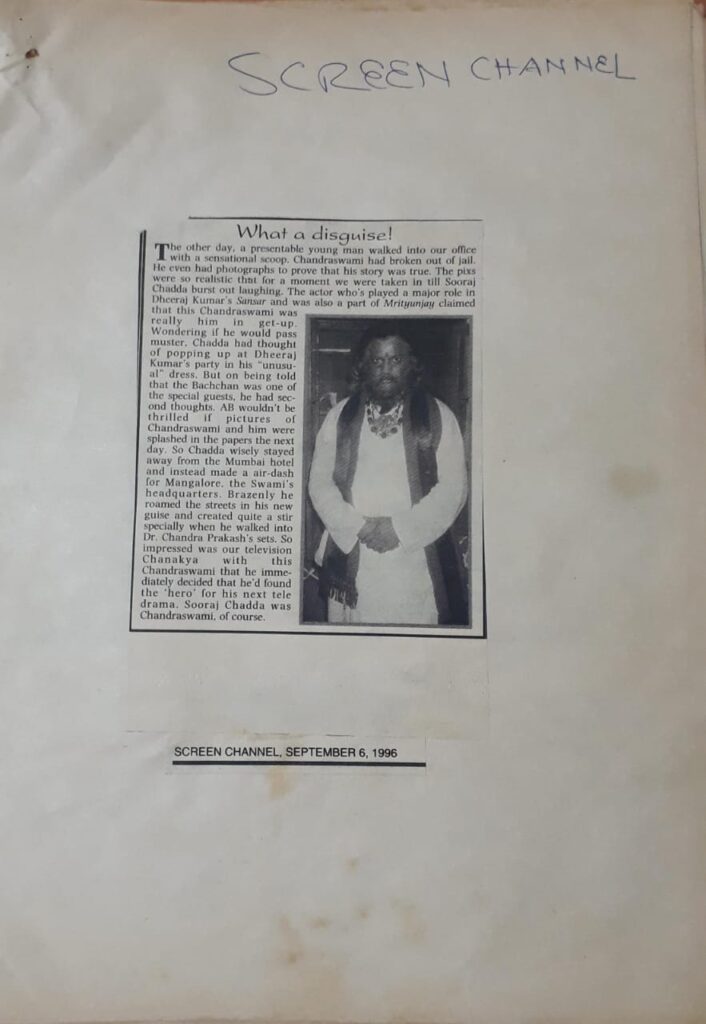 SCREEN CHANNEL
What a disguise!
The other day, a presentable young man walked into our office
with a sensational scoop. Chandraswami had broken out of jail.
He even had photographs to prove that his story was true. The pixs
were so realistic that for a moment we were taken in till Sooraj
Chadda burst out laughing. The actor who's played a major role in
Dheeraj Kumar's Sansar and was also a part of Mrityunjay claimed
that this Chandraswami was
really him in get-up.
Wondering if he would pass
muster, Chadda had thought
of popping up at Dheeraj
Kumar's party in his "unusu-
al" dress. But on being told
that the Bachchan was one of
the special guests, he had sec-
ond thoughts. AB wouldn't be
thrilled if pictures of
Chandraswami and him were
splashed in the papers the next
day. So Chadda wisely stayed
away from the Mumbai hotel
and instead made a air-dash
for Mangalore, the Swami's
headquarters. Brazenly he
roamed the streets in his new
guise and created quite a stir
specially when he walked into
Dr. Chandra Prakash's sets. So
impressed was our television
Chanakya with this
Chandraswami that he imme-
diately decided that he'd found
the 'hero' for his next tele
drama. Sooraj Chadda was
Chandraswami, of course.
SCREEN CHANNEL, SEPTEMBER 6, 1996